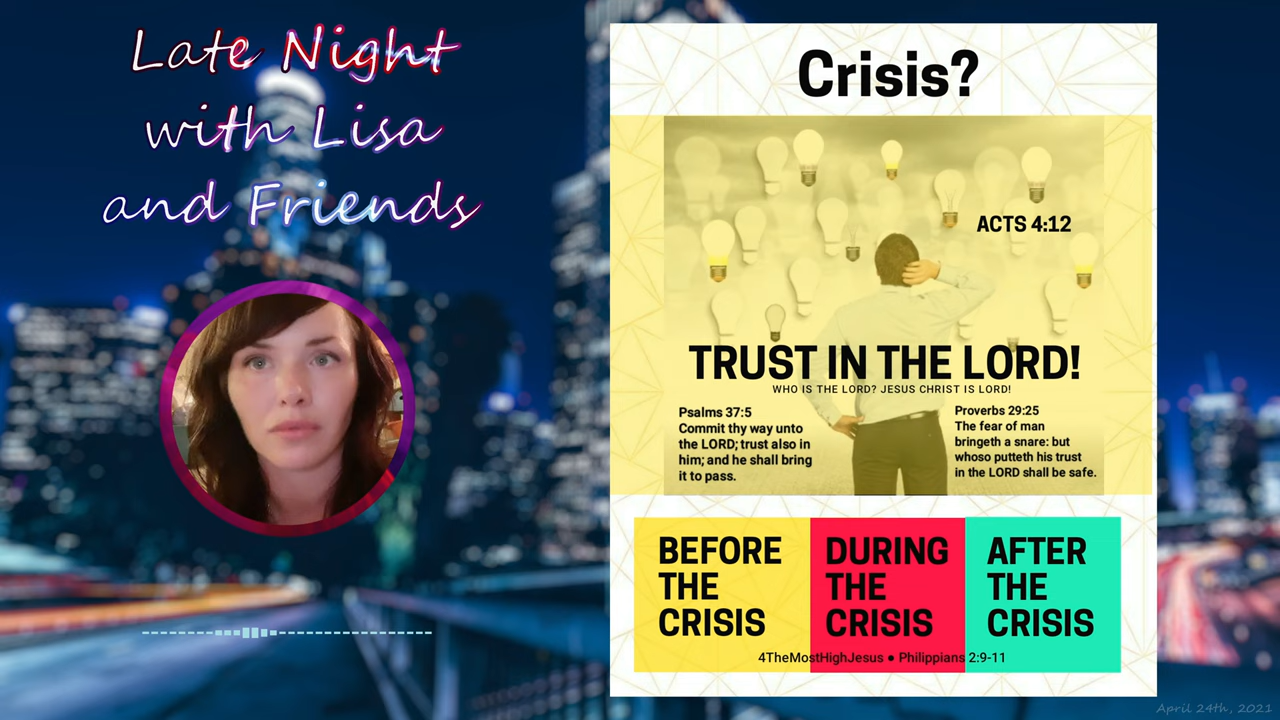 Late Night
with Lisa
and Friends
Crisis?
ACTS 4:12
TRUST IN THE LORD!
WHO IS THE LORD? JESUS CHRIST IS LORD!
Psalms 37:5
Commit thy way unto
the LORD; trust also in
him; and he shall bring
it to pass.
Proverbs 29:25
The fear of man
bringeth a snare: but
whoso putteth his trust
in the LORD shall be safe.
BEFORE
THE
CRISIS
DURING
THE
CRISIS
AFTER
THE
CRISIS
4TheMostHighJesus ● Philippians 2:9-11
April 24th, 2021